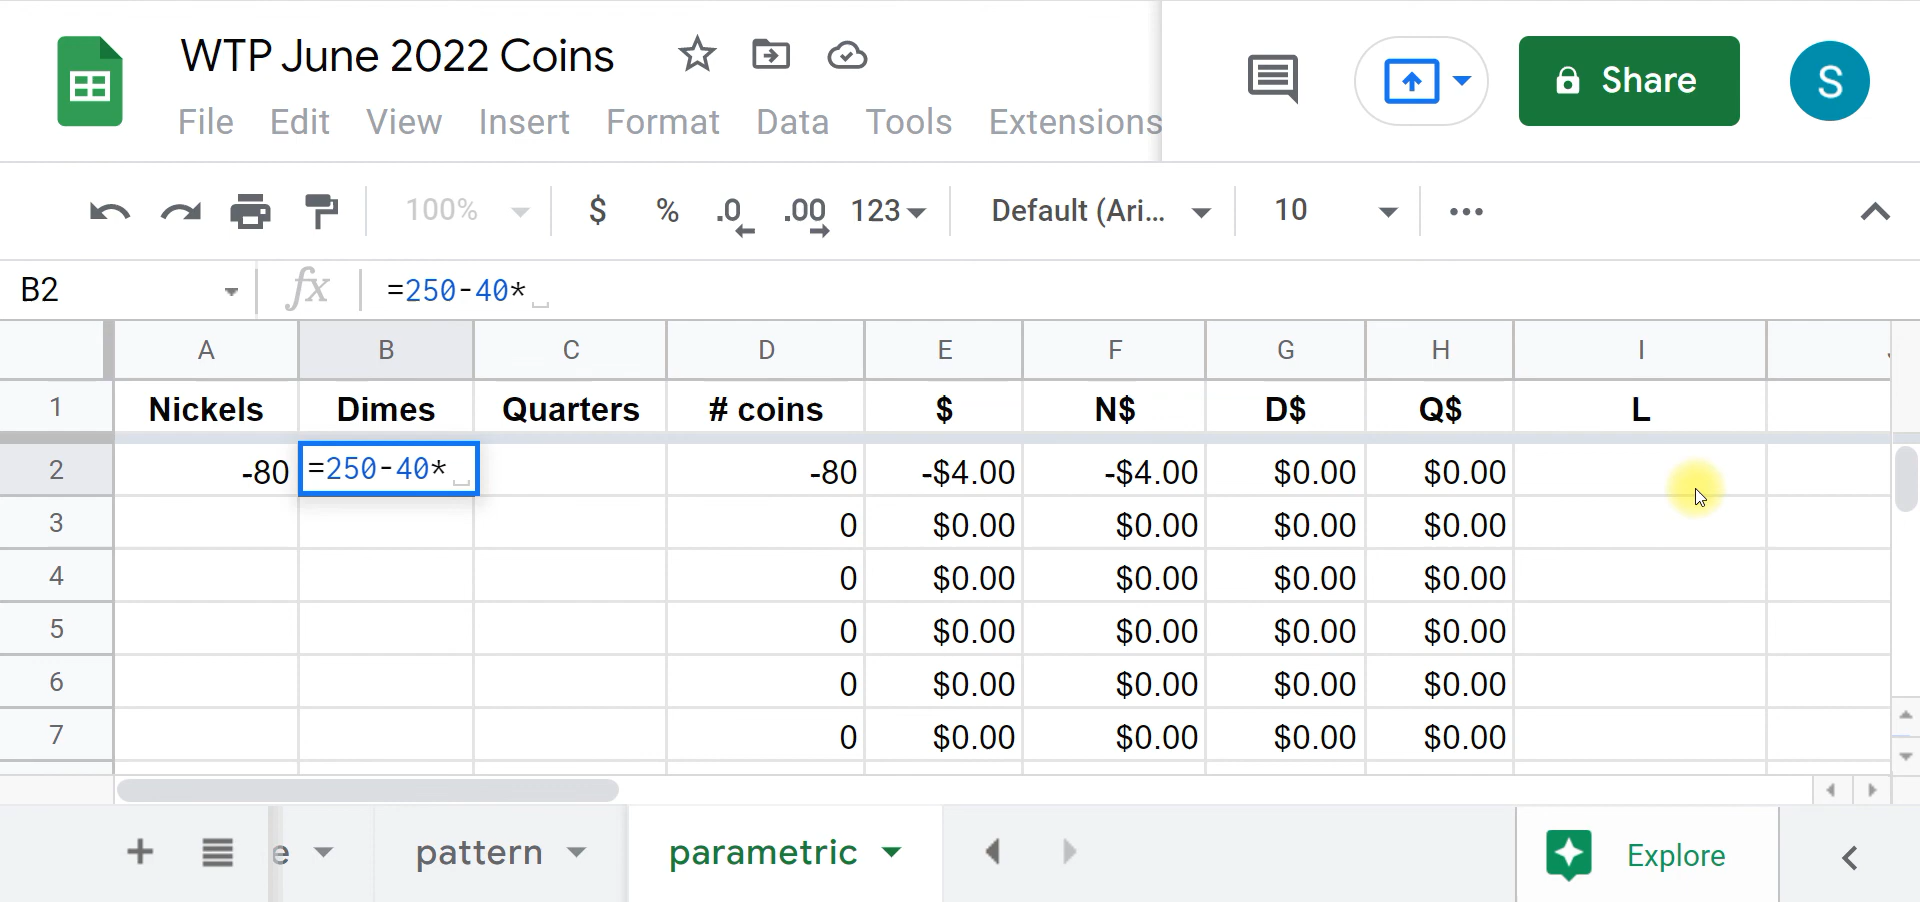 WTP June 2022 Coins
File Edit View Insert Format Data Tools Extensions
Share
S
100% $ % .0 .00 123 Default (Ari... 10
B2 fx =250-40*
A B C D E F G H I
1 Nickels Dimes Quarters # coins $ N$ D$ Q$ L
2 -80 =250-40* -80 -$4.00 -$4.00 $0.00 $0.00
3 0 $0.00 $0.00 $0.00 $0.00
4 0 $0.00 $0.00 $0.00 $0.00
5 0 $0.00 $0.00 $0.00 $0.00
6 0 $0.00 $0.00 $0.00 $0.00
7 0 $0.00 $0.00 $0.00 $0.00
e pattern parametric Explore